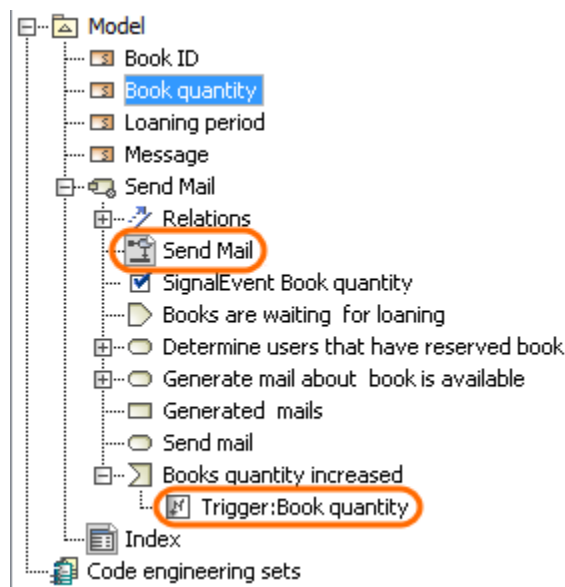 Model
Book ID
Book quantity
Loaning period
Message
Send Mail
Relations
Send Mail
SignalEvent Book quantity
Books are waiting for loaning
Determine users that have reserved book
Generate mail about book is available
Generated mails
Send mail
Books quantity increased
Trigger:Book quantity
Index
Code engineering sets